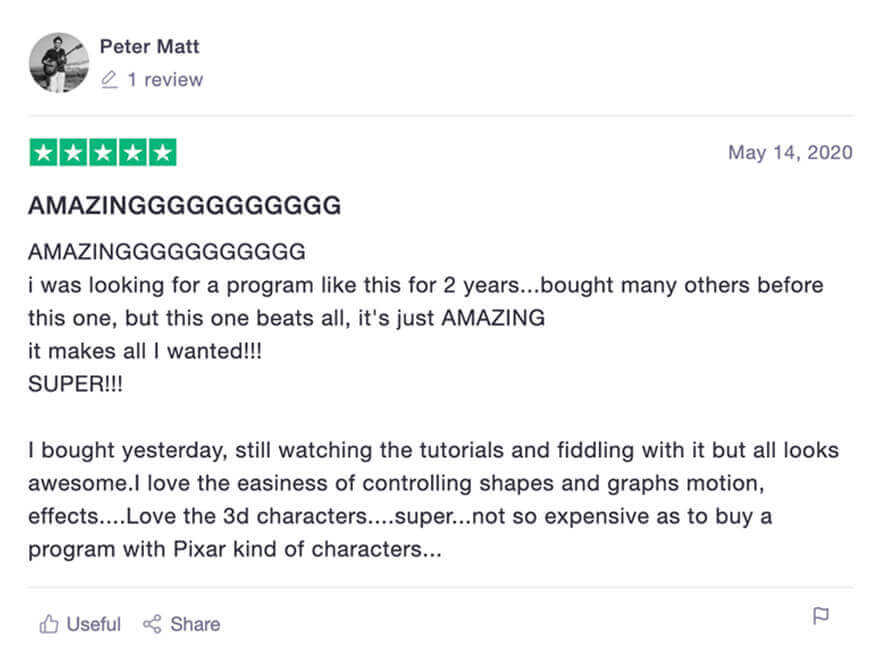 Peter Matt
1 review
May 14, 2020
AMAZINGGGGGGGGGGG
AMAZINGGGGGGGGGGG
i was looking for a program like this for 2 years...bought many others before
this one, but this one beats all, it's just AMAZING
it makes all I wanted!!!
SUPER!!!
I bought yesterday, still watching the tutorials and fiddling with it but all looks
awesome.I love the easiness of controlling shapes and graphs motion,
effects....Love the 3d characters....super...not so expensive as to buy a
program with Pixar kind of characters...
Useful Share